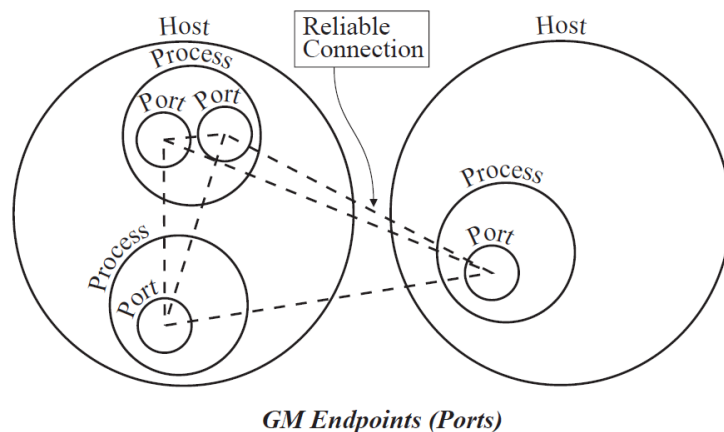 Host
Reliable
Connection
Host
Process
Port
Port
Process
Port
Process
Port
GM Endpoints (Ports)